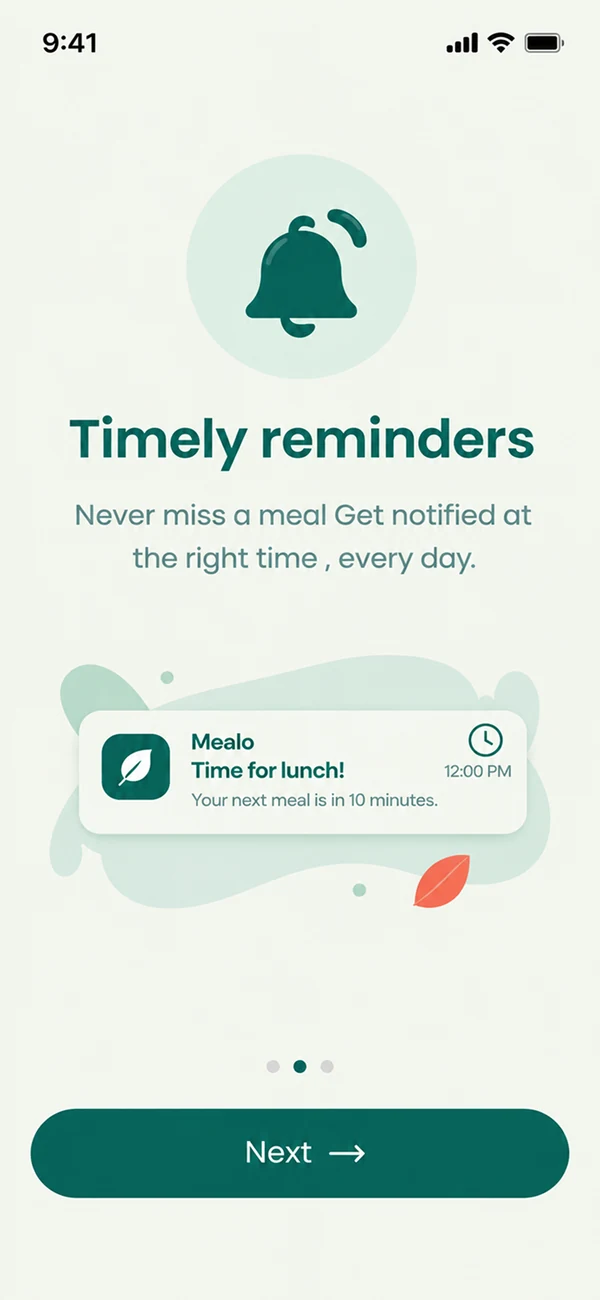 9:41
Timely reminders
Never miss a meal Get notified at
the right time , every day.
Mealo
Time for lunch!
12:00 PM
Your next meal is in 10 minutes.
Next →